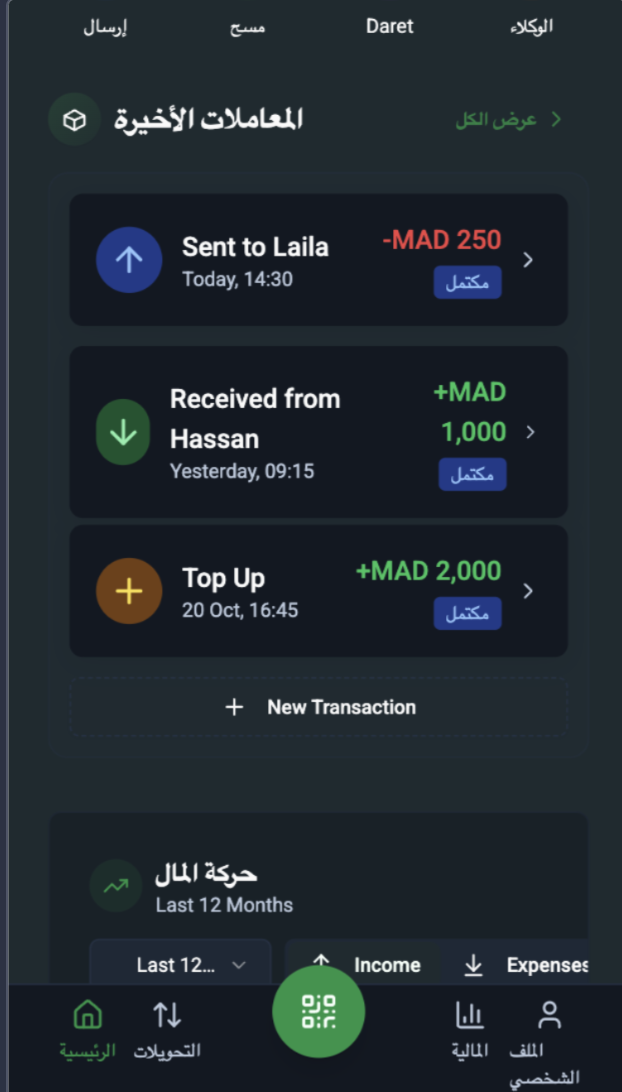 إرسال
مسح
Daret
الوكلاء
المعاملات الأخيرة
عرض الكل
Sent to Laila
Today, 14:30
-MAD 250
مكتمل
Received from
Hassan
Yesterday, 09:15
+MAD
1,000
مكتمل
Top Up
20 Oct, 16:45
+MAD 2,000
مكتمل
New Transaction
حركة المال
Last 12 Months
Last 12...
Income
Expenses
الرئيسية
التحويلات
المالية
الملف
الشخصي